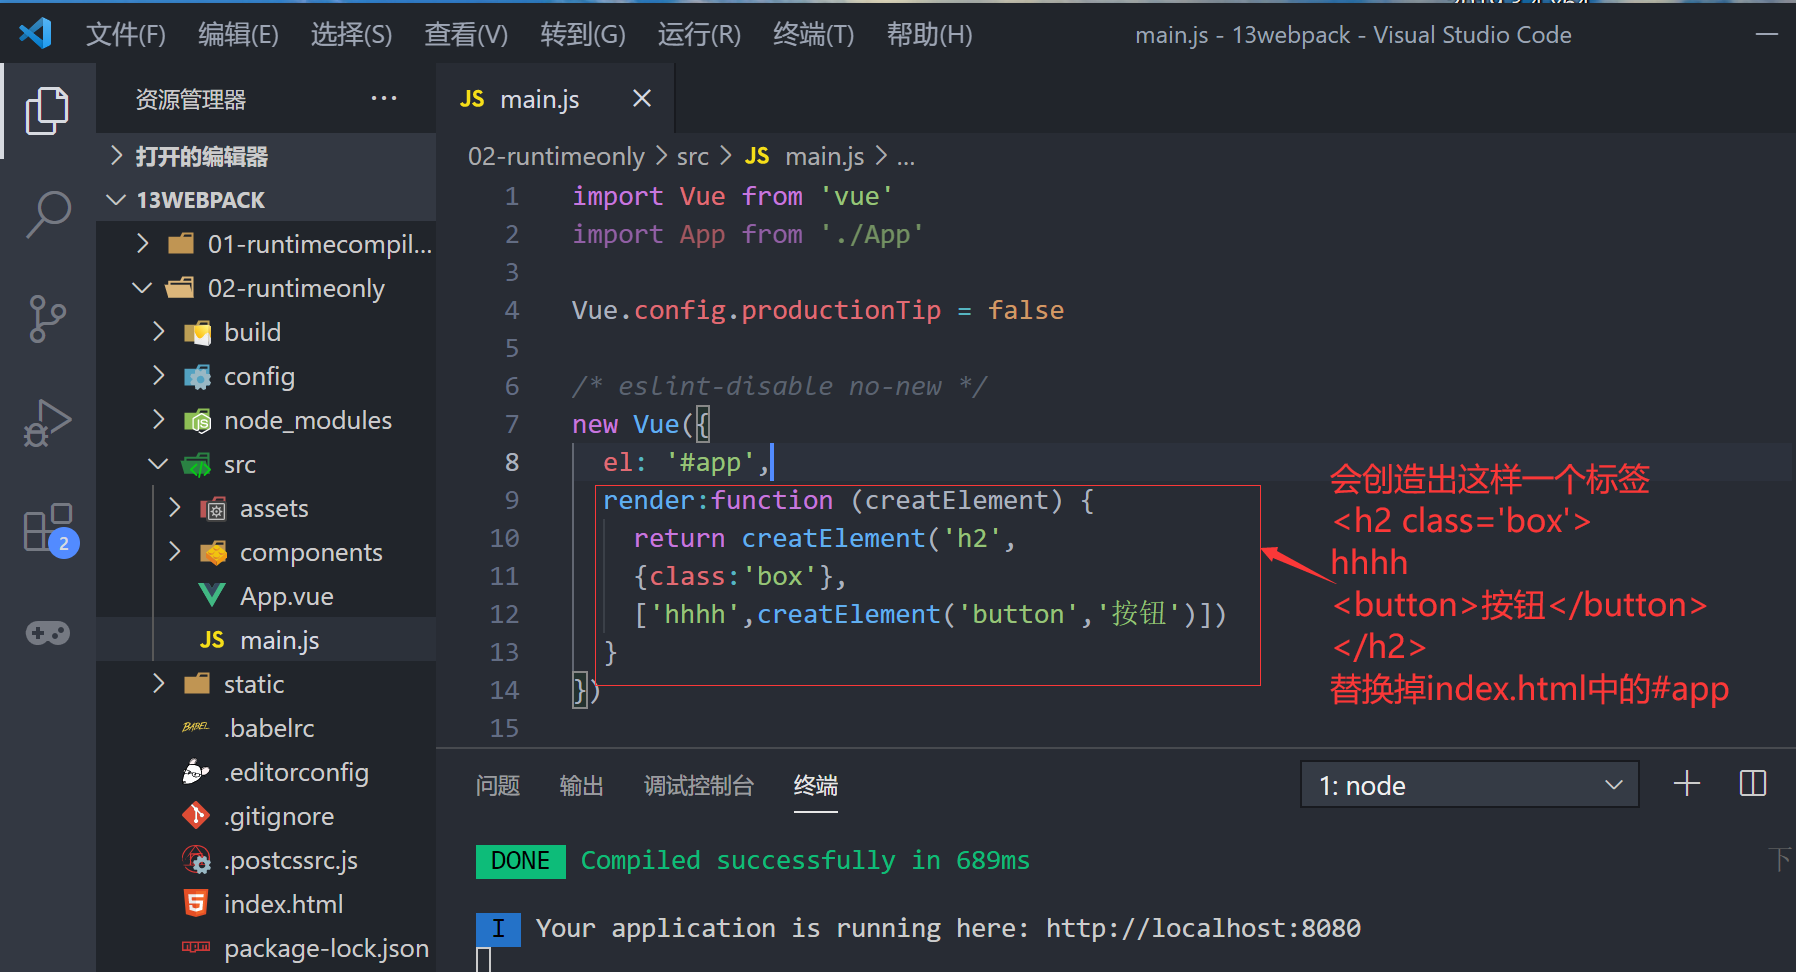 文件(F) 编辑(E) 选择(S) 查看(V) 转到(G) 运行(R) 终端(T) 帮助(H) main.js - 13webpack - Visual Studio Code
资源管理器 ···
打开的编辑器
13WEBPACK
01-runtimecompil...
02-runtimeonly
build
config
node_modules
src
assets
components
App.vue
JS main.js
static
BABEL .babelrc
.editorconfig
.gitignore
.postcssrc.js
index.html
package-lock.json
2
JS main.js
02-runtimeonly > src > JS main.js > ...
1 import Vue from 'vue'
2 import App from './App'
3
4 Vue.config.productionTip = false
5
6 /* eslint-disable no-new */
7 new Vue({
8 el: '#app',
9 render:function (creatElement) {
10 return creatElement('h2',
11 {class:'box'},
12 ['hhhh',creatElement('button','按钮')])
13 }
14 })
15
会创造出这样一个标签
<h2 class='box'>
hhhh
<button>按钮</button>
</h2>
替换掉index.html中的#app
问题 输出 调试控制台 终端 1: node
DONE Compiled successfully in 689ms
I Your application is running here: http://localhost:8080